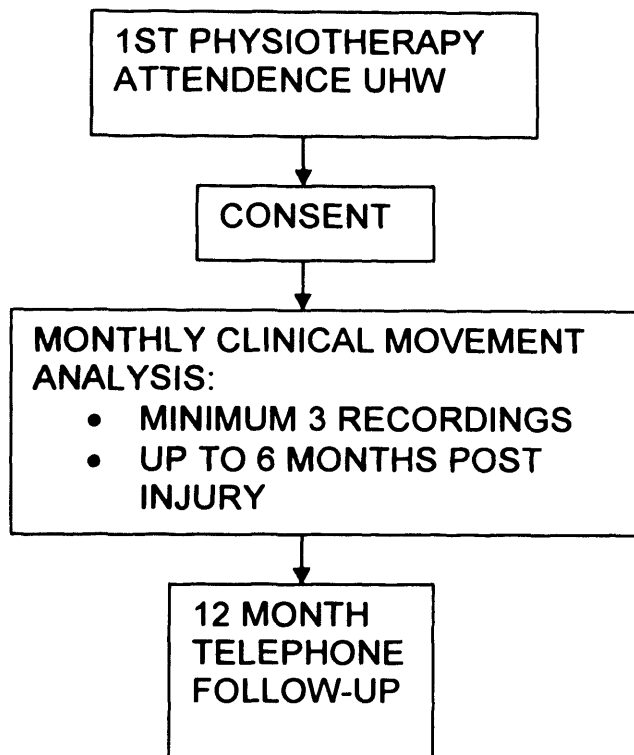 1ST PHYSIOTHERAPY
ATTENDENCE UHW
CONSENT
MONTHLY CLINICAL MOVEMENT
ANALYSIS:
• MINIMUM 3 RECORDINGS
• UP TO 6 MONTHS POST
INJURY
12 MONTH
TELEPHONE
FOLLOW-UP